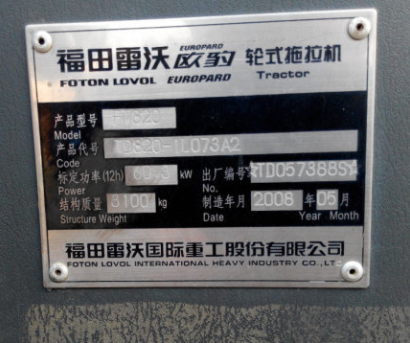 福田雷沃 欧豹 EUROPARD 轮式拖拉机
FOTON LOVOL EUROPARD Tractor
产品型号
Model
产品代号
Code
标定功率(12h) kW 出厂编号
Power No.
结构质量 3100 kg 制造年月 2008 年 05 月
Structure Weight Date Year Month
福田雷沃国际重工股份有限公司
FOTON LOVOL INTERNATIONAL HEAVY INDUSTRY CO.,LTD